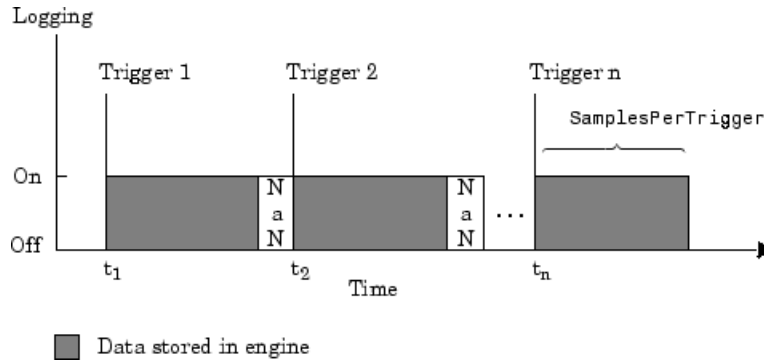 Logging
Trigger 1 Trigger 2 Trigger n
SamplesPerTrigger
On
N a N
N a N
...
Off
t1 t2 tn
Time
Data stored in engine